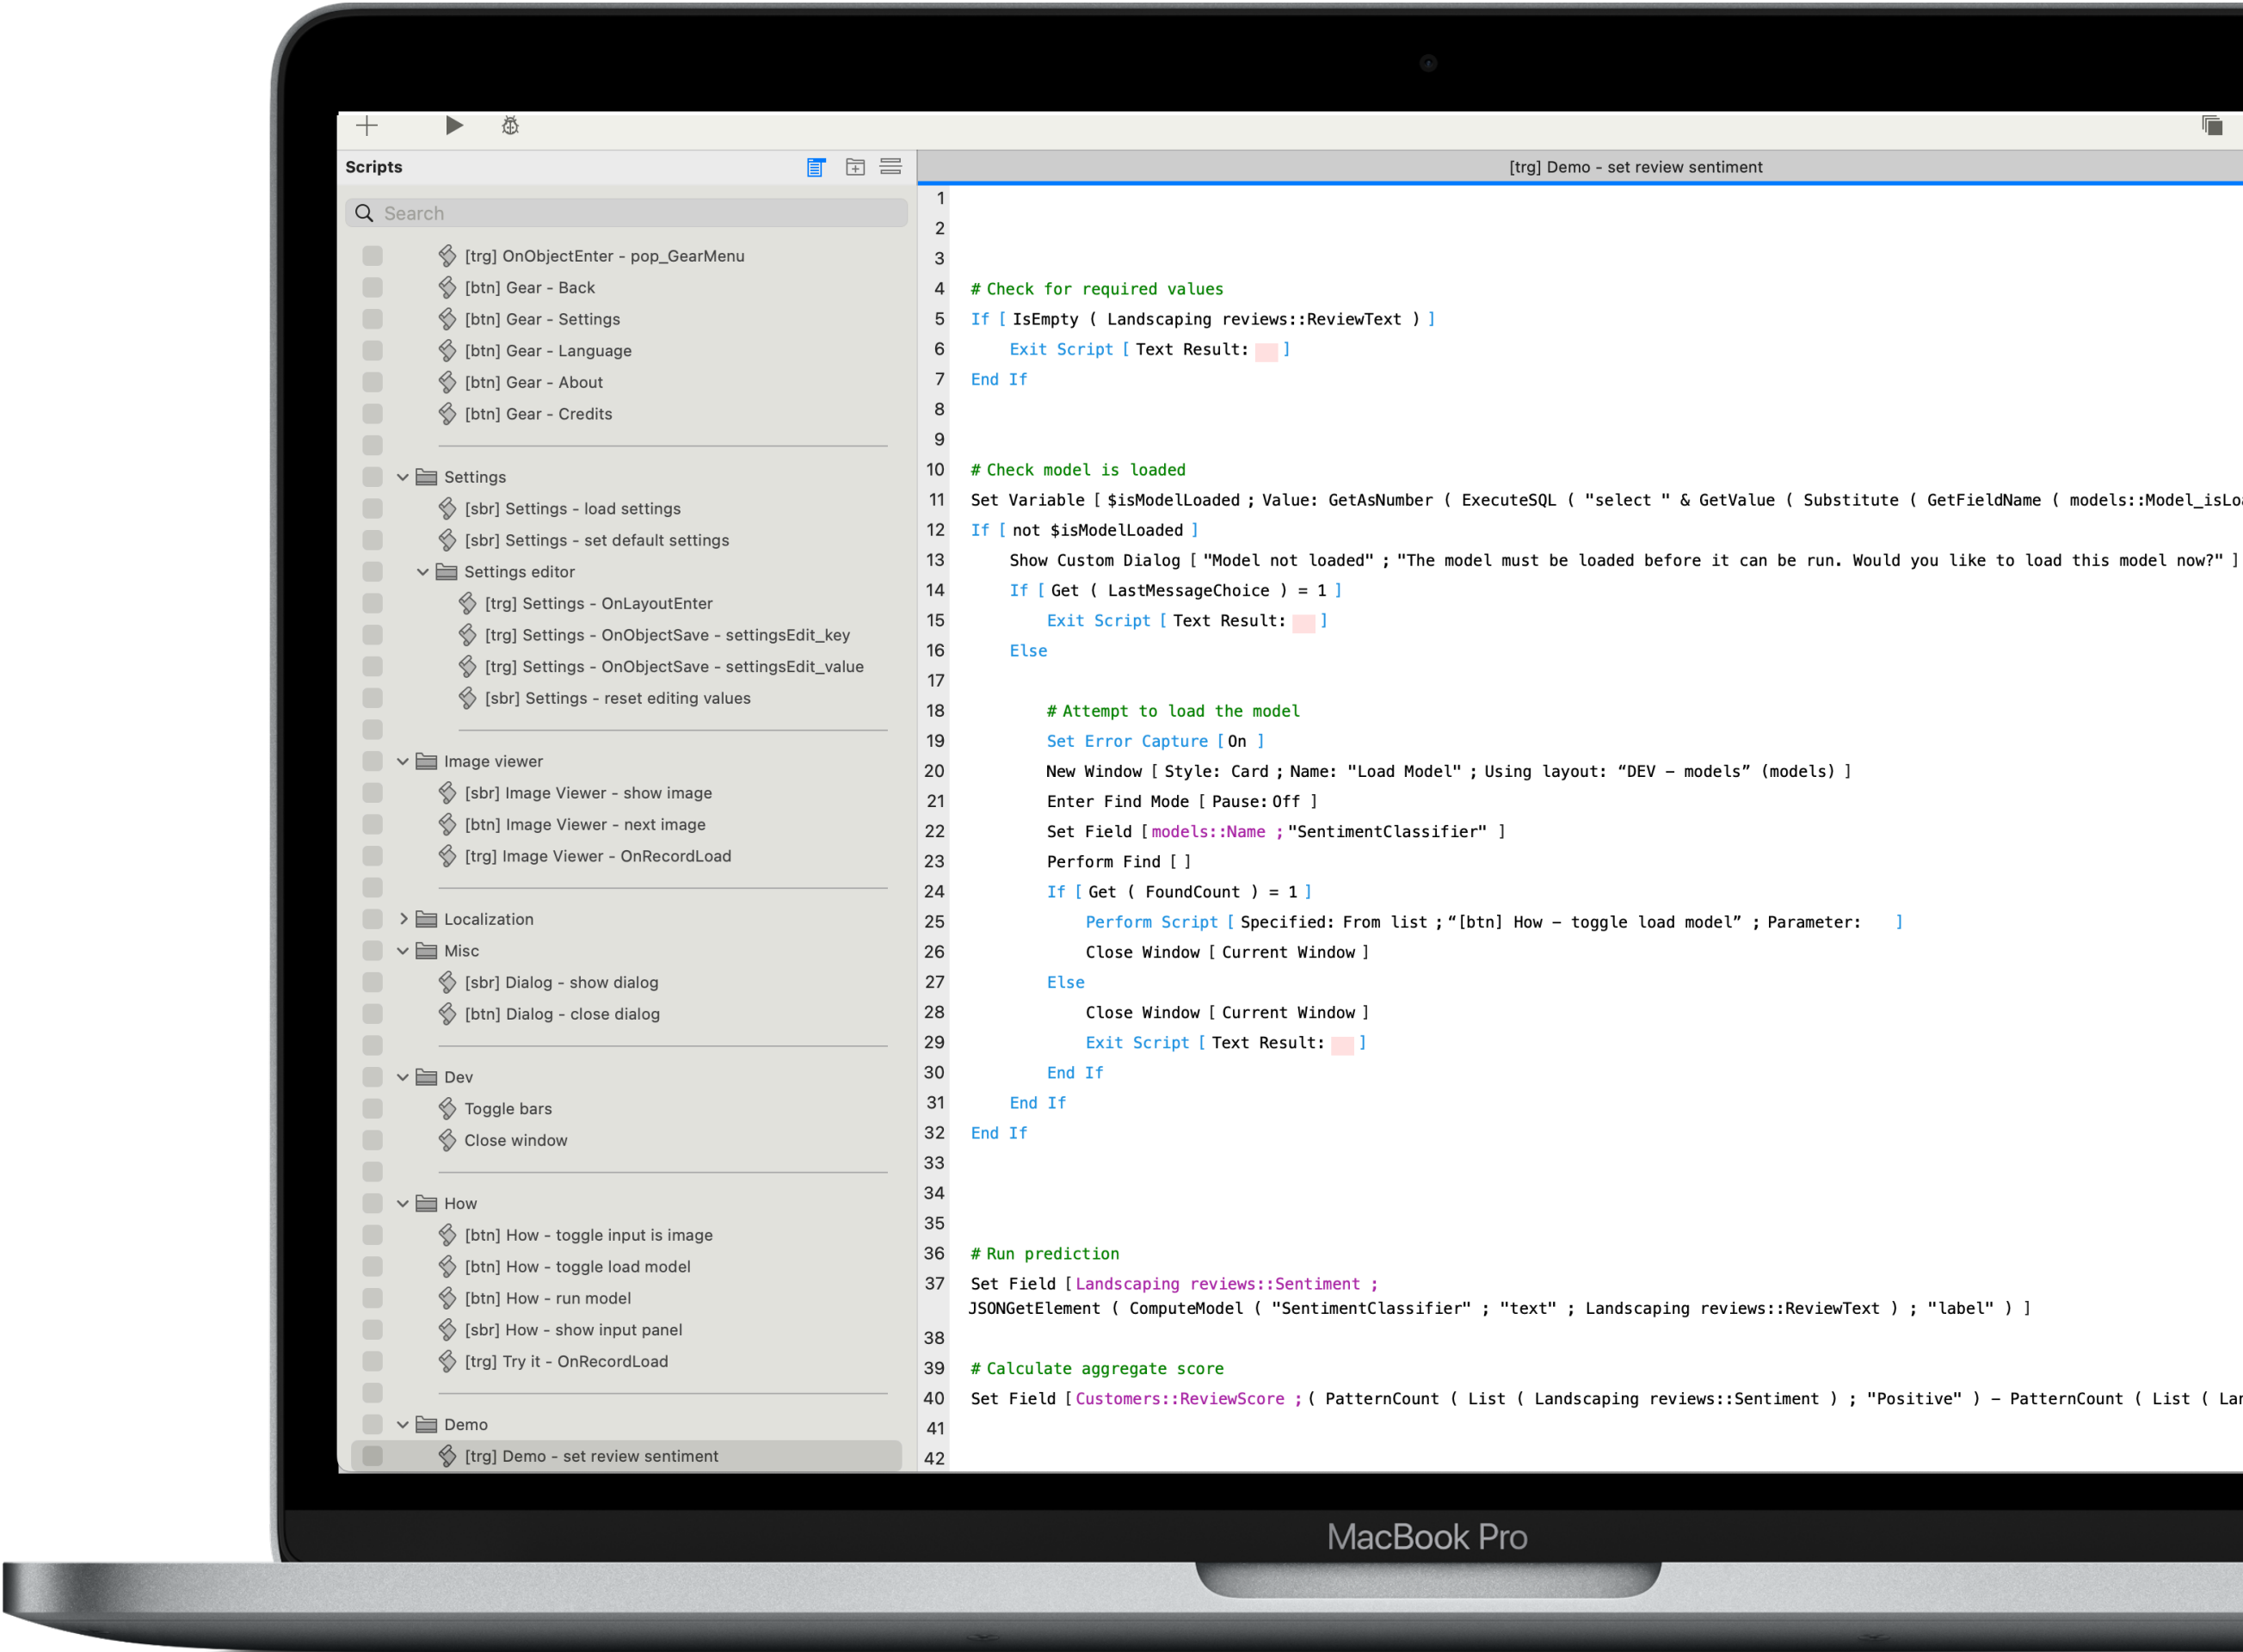 Scripts
[trg] Demo - set review sentiment
Search
[trg] OnObjectEnter - pop_GearMenu
[btn] Gear - Back
[btn] Gear - Settings
[btn] Gear - Language
[btn] Gear - About
[btn] Gear - Credits
Settings
[sbr] Settings - load settings
[sbr] Settings - set default settings
Settings editor
[trg] Settings - OnLayoutEnter
[trg] Settings - OnObjectSave - settingsEdit_key
[trg] Settings - OnObjectSave - settingsEdit_value
[sbr] Settings - reset editing values
Image viewer
[sbr] Image Viewer - show image
[btn] Image Viewer - next image
[trg] Image Viewer - OnRecordLoad
Localization
Misc
[sbr] Dialog - show dialog
[btn] Dialog - close dialog
Dev
Toggle bars
Close window
How
[btn] How - toggle input is image
[btn] How - toggle load model
[btn] How - run model
[sbr] How - show input panel
[trg] Try it - OnRecordLoad
Demo
[trg] Demo - set review sentiment
1
2
3
4 # Check for required values
5 If [ IsEmpty ( Landscaping reviews::ReviewText ) ]
6 Exit Script [ Text Result: ]
7 End If
8
9
10 # Check model is loaded
11 Set Variable [ $isModelLoaded ; Value: GetAsNumber ( ExecuteSQL ( "select " & GetValue ( Substitute ( GetFieldName ( models::Model_isLo
12 If [ not $isModelLoaded ]
13 Show Custom Dialog [ "Model not loaded" ; "The model must be loaded before it can be run. Would you like to load this model now?" ]
14 If [ Get ( LastMessageChoice ) = 1 ]
15 Exit Script [ Text Result: ]
16 Else
17
18 # Attempt to load the model
19 Set Error Capture [ On ]
20 New Window [ Style: Card ; Name: "Load Model" ; Using layout: “DEV – models” (models) ]
21 Enter Find Mode [ Pause: Off ]
22 Set Field [ models::Name ; "SentimentClassifier" ]
23 Perform Find [ ]
24 If [ Get ( FoundCount ) = 1 ]
25 Perform Script [ Specified: From list ; “[btn] How – toggle load model” ; Parameter: ]
26 Close Window [ Current Window ]
27 Else
28 Close Window [ Current Window ]
29 Exit Script [ Text Result: ]
30 End If
31 End If
32 End If
33
34
35
36 # Run prediction
37 Set Field [ Landscaping reviews::Sentiment ;
JSONGetElement ( ComputeModel ( "SentimentClassifier" ; "text" ; Landscaping reviews::ReviewText ) ; "label" ) ]
38
39 # Calculate aggregate score
40 Set Field [ Customers::ReviewScore ; ( PatternCount ( List ( Landscaping reviews::Sentiment ) ; "Positive" ) – PatternCount ( List ( La
41
42
MacBook Pro